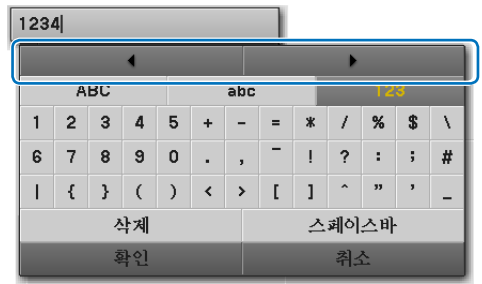 1234
◀ ▶
ABC abc 123
1 2 3 4 5 + - = * / % $ \
6 7 8 9 0 . , ‾ ! ? : ; #
| { } ( ) < > [ ] ^ " ' _
삭제 스페이스바
확인 취소